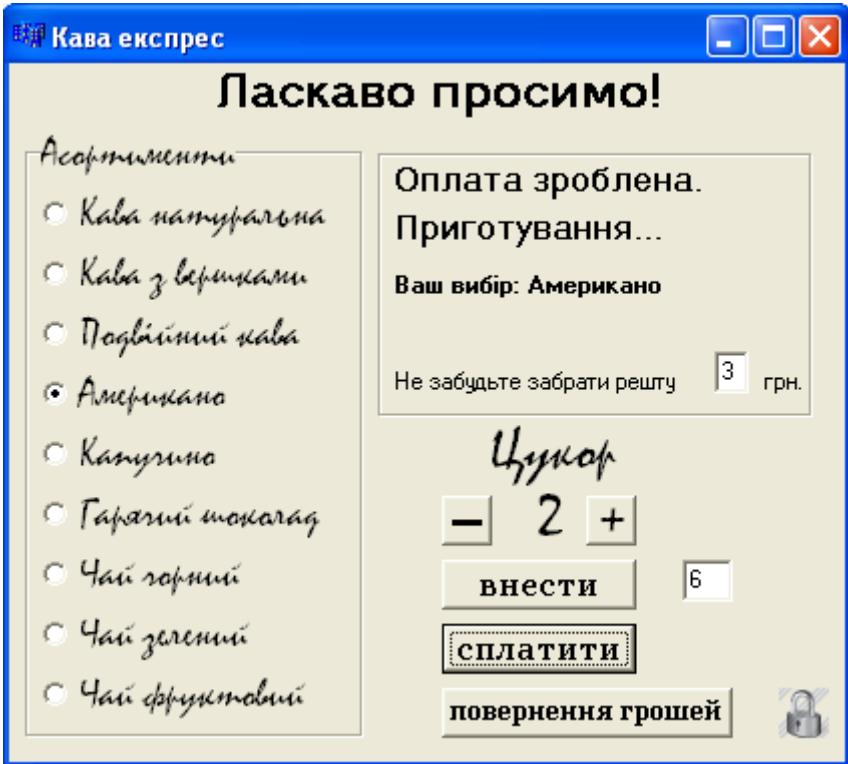 Кава експрес
Ласкаво просимо!
Асортименти
Кава натуральна
Кава з вершками
Подвійний кава
Американо
Капучино
Гарячий шоколад
Чай чорний
Чай зелений
Чай фруктовий
Оплата зроблена.
Приготування...
Ваш вибір: Американо
Не забудьте забрати решту 3 грн.
Цукор
– 2 +
внести 6
сплатити
повернення грошей